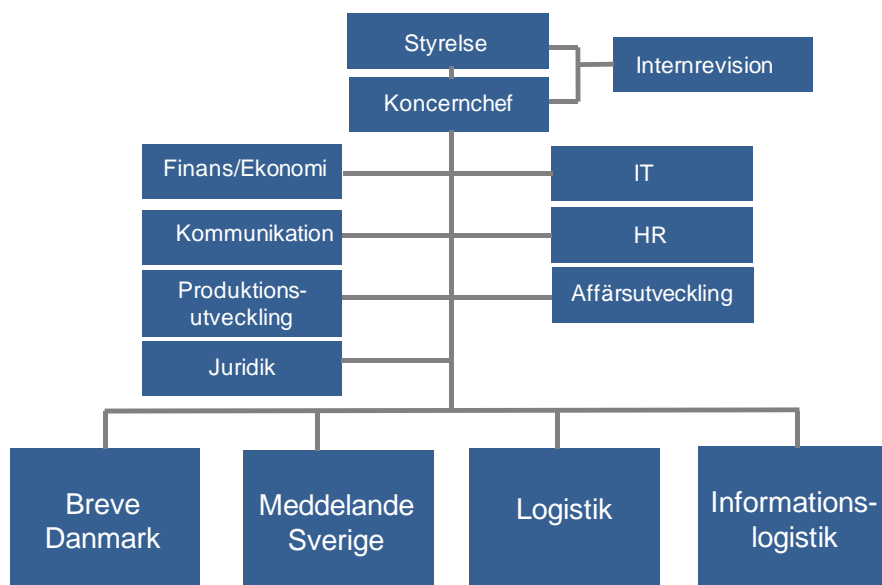 Styrelse
Internrevision
Koncernchef
Finans/Ekonomi
IT
Kommunikation
HR
Produktions-
utveckling
Affärsutveckling
Juridik
Breve
Danmark
Meddelande
Sverige
Logistik
Informations-
logistik